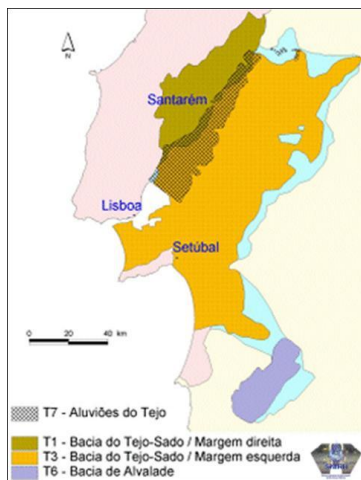 N
Santarém
Lisboa
Setúbal
0 20 40 km
T7 - Aluviões do Tejo
T1 - Bacia do Tejo-Sado / Margem direita
T3 - Bacia do Tejo-Sado / Margem esquerda
T6 - Bacia de Alvalade